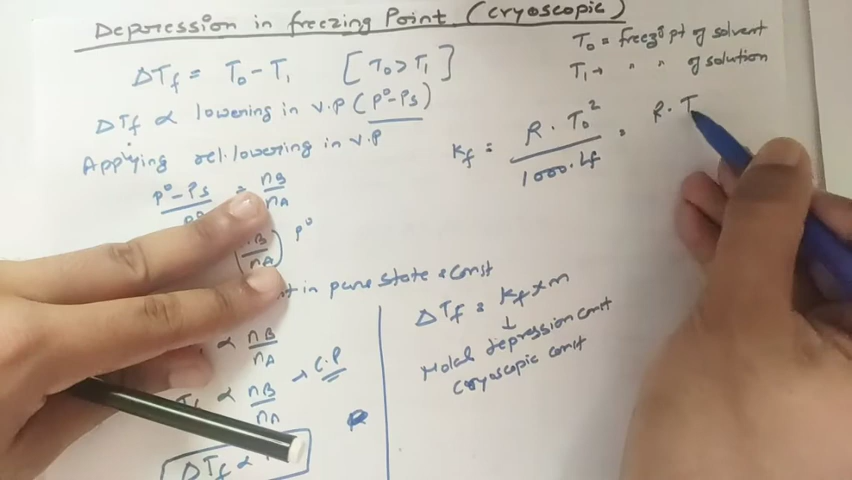 Depression in freezing Point (cryoscopic)
ΔTf = T₀ - T₁ [T₀ > T₁]
T₀ = freezg pt of solvent
T₁ → " " of solution
ΔTf ∝ lowering in v.p (P° - Ps)
Applying rel. lowering in v.p
Kf = R . T₀² / 1000 . Lf = R . T
P° - Ps / P° = nB / nA
nB / nA) P°
in pure state & const
ΔTf = Kf × m
↓
Molal depression const
cryoscopic const
∝ nB / nA
∝ nB / nA → C.P
ΔTf ∝